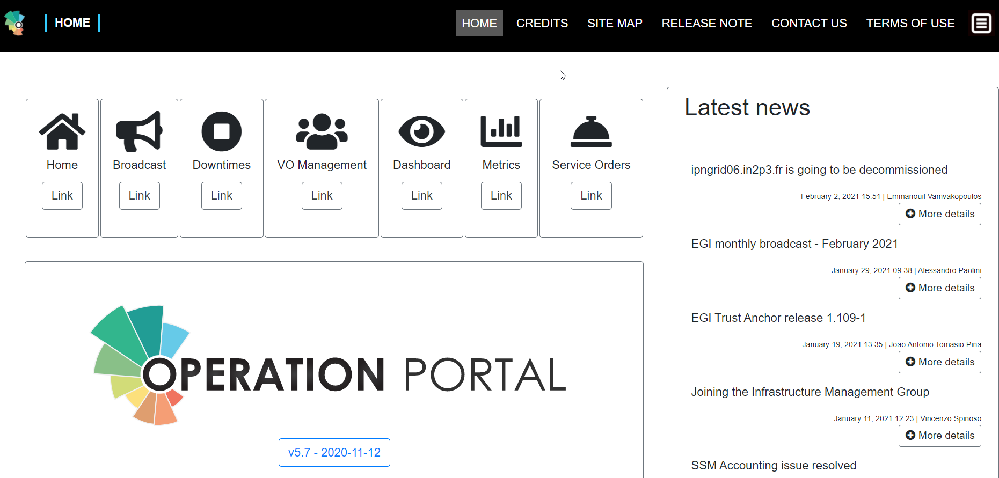 HOME
HOME CREDITS SITE MAP RELEASE NOTE CONTACT US TERMS OF USE
Home
Link
Broadcast
Link
Downtimes
Link
VO Management
Link
Dashboard
Link
Metrics
Link
Service Orders
Link
OPERATION PORTAL
v5.7 - 2020-11-12
Latest news
ipngrid06.in2p3.fr is going to be decommissioned
February 2, 2021 15:51 | Emmanouil Vamvakopoulos
More details
EGI monthly broadcast - February 2021
January 29, 2021 09:38 | Alessandro Paolini
More details
EGI Trust Anchor release 1.109-1
January 19, 2021 13:35 | Joao Antonio Tomasio Pina
More details
Joining the Infrastructure Management Group
January 11, 2021 12:23 | Vincenzo Spinoso
More details
SSM Accounting issue resolved